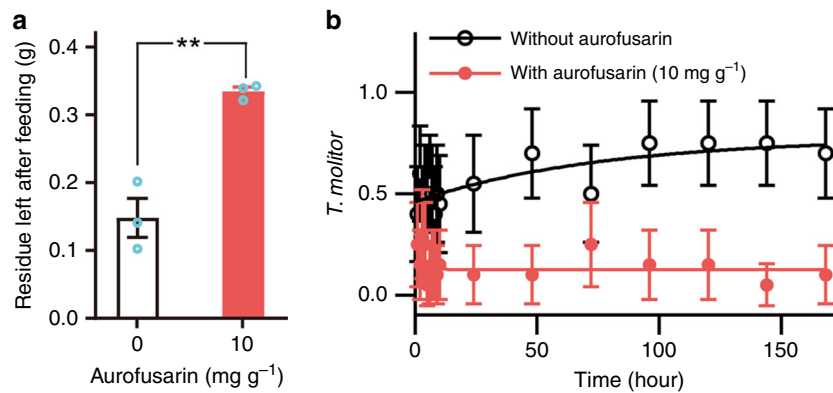 a
Residue left after feeding (g)
0.4
0.3
0.2
0.1
0.0
**
0
10
Aurofusarin (mg g⁻¹)
b
Without aurofusarin
With aurofusarin (10 mg g⁻¹)
T. molitor
1.0
0.5
0.0
0
50
100
150
Time (hour)